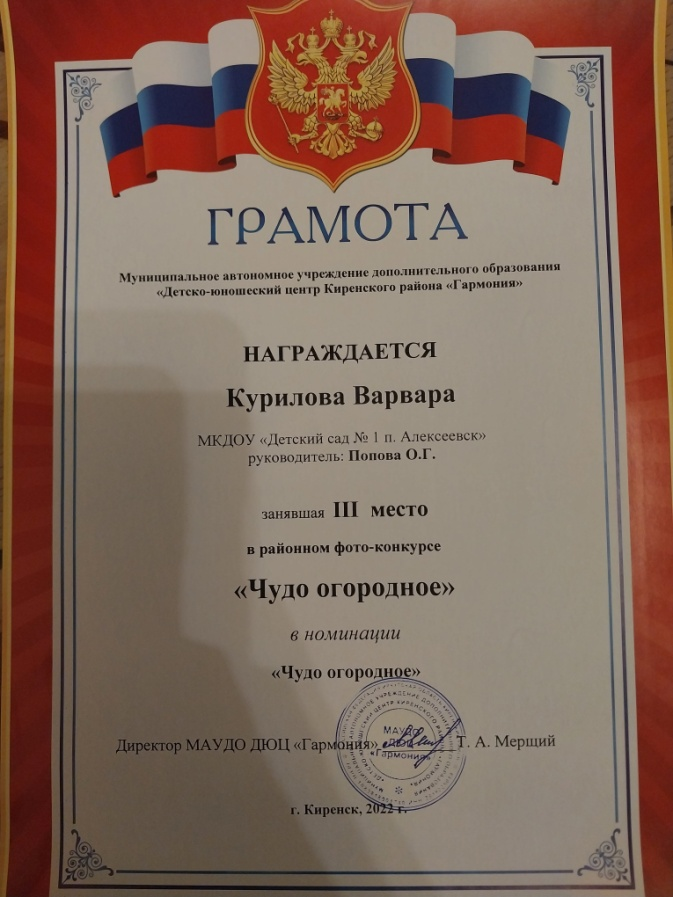 ГРАМОТА
Муниципальное автономное учреждение дополнительного образования
«Детско-юношеский центр Киренского района «Гармония»
НАГРАЖДАЕТСЯ
Курилова Варвара
МКДОУ «Детский сад № 1 п. Алексеевск»
руководитель: Попова О.Г.
занявшая III место
в районном фото-конкурсе
«Чудо огородное»
в номинации
«Чудо огородное»
Директор МАУДО ДЮЦ «Гармония» Т. А. Мерщий
МАУДО
ДЮЦ
«Гармония»
г. Киренск, 2022 г.